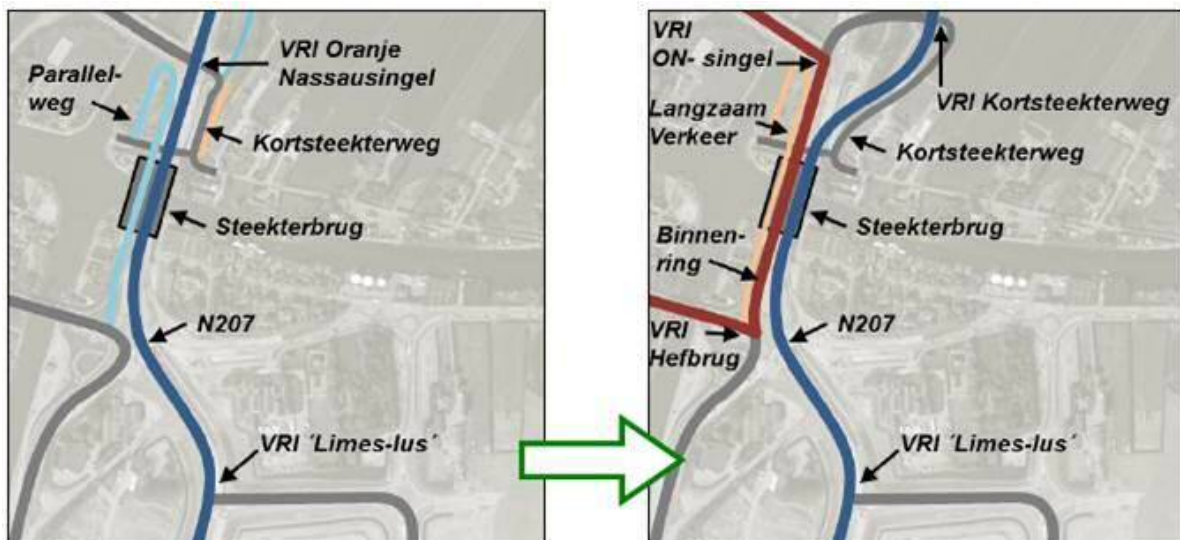 VRI Oranje
Nassausingel
Parallel-
weg
Kortsteekterweg
Steekterbrug
N207
VRI ´Limes-lus´
VRI
ON- singel
VRI Kortsteekterweg
Langzaam
Verkeer
Kortsteekterweg
Steekterbrug
Binnen-
ring
N207
VRI
Hefbrug
VRI ´Limes-lus´